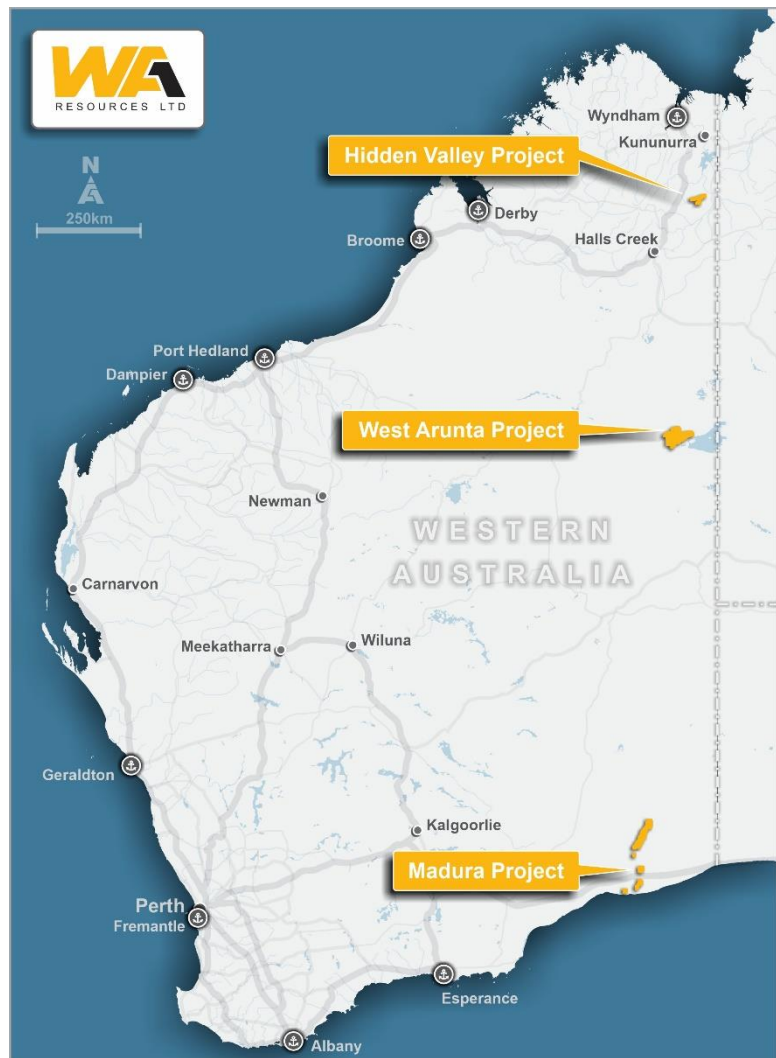 WA
RESOURCES LTD
N
250km
Wyndham
Kununurra
Hidden Valley Project
Derby
Broome
Halls Creek
Port Hedland
Dampier
West Arunta Project
Newman
WESTERN
AUSTRALIA
Carnarvon
Meekatharra
Wiluna
Geraldton
Kalgoorlie
Madura Project
Perth
Fremantle
Esperance
Albany